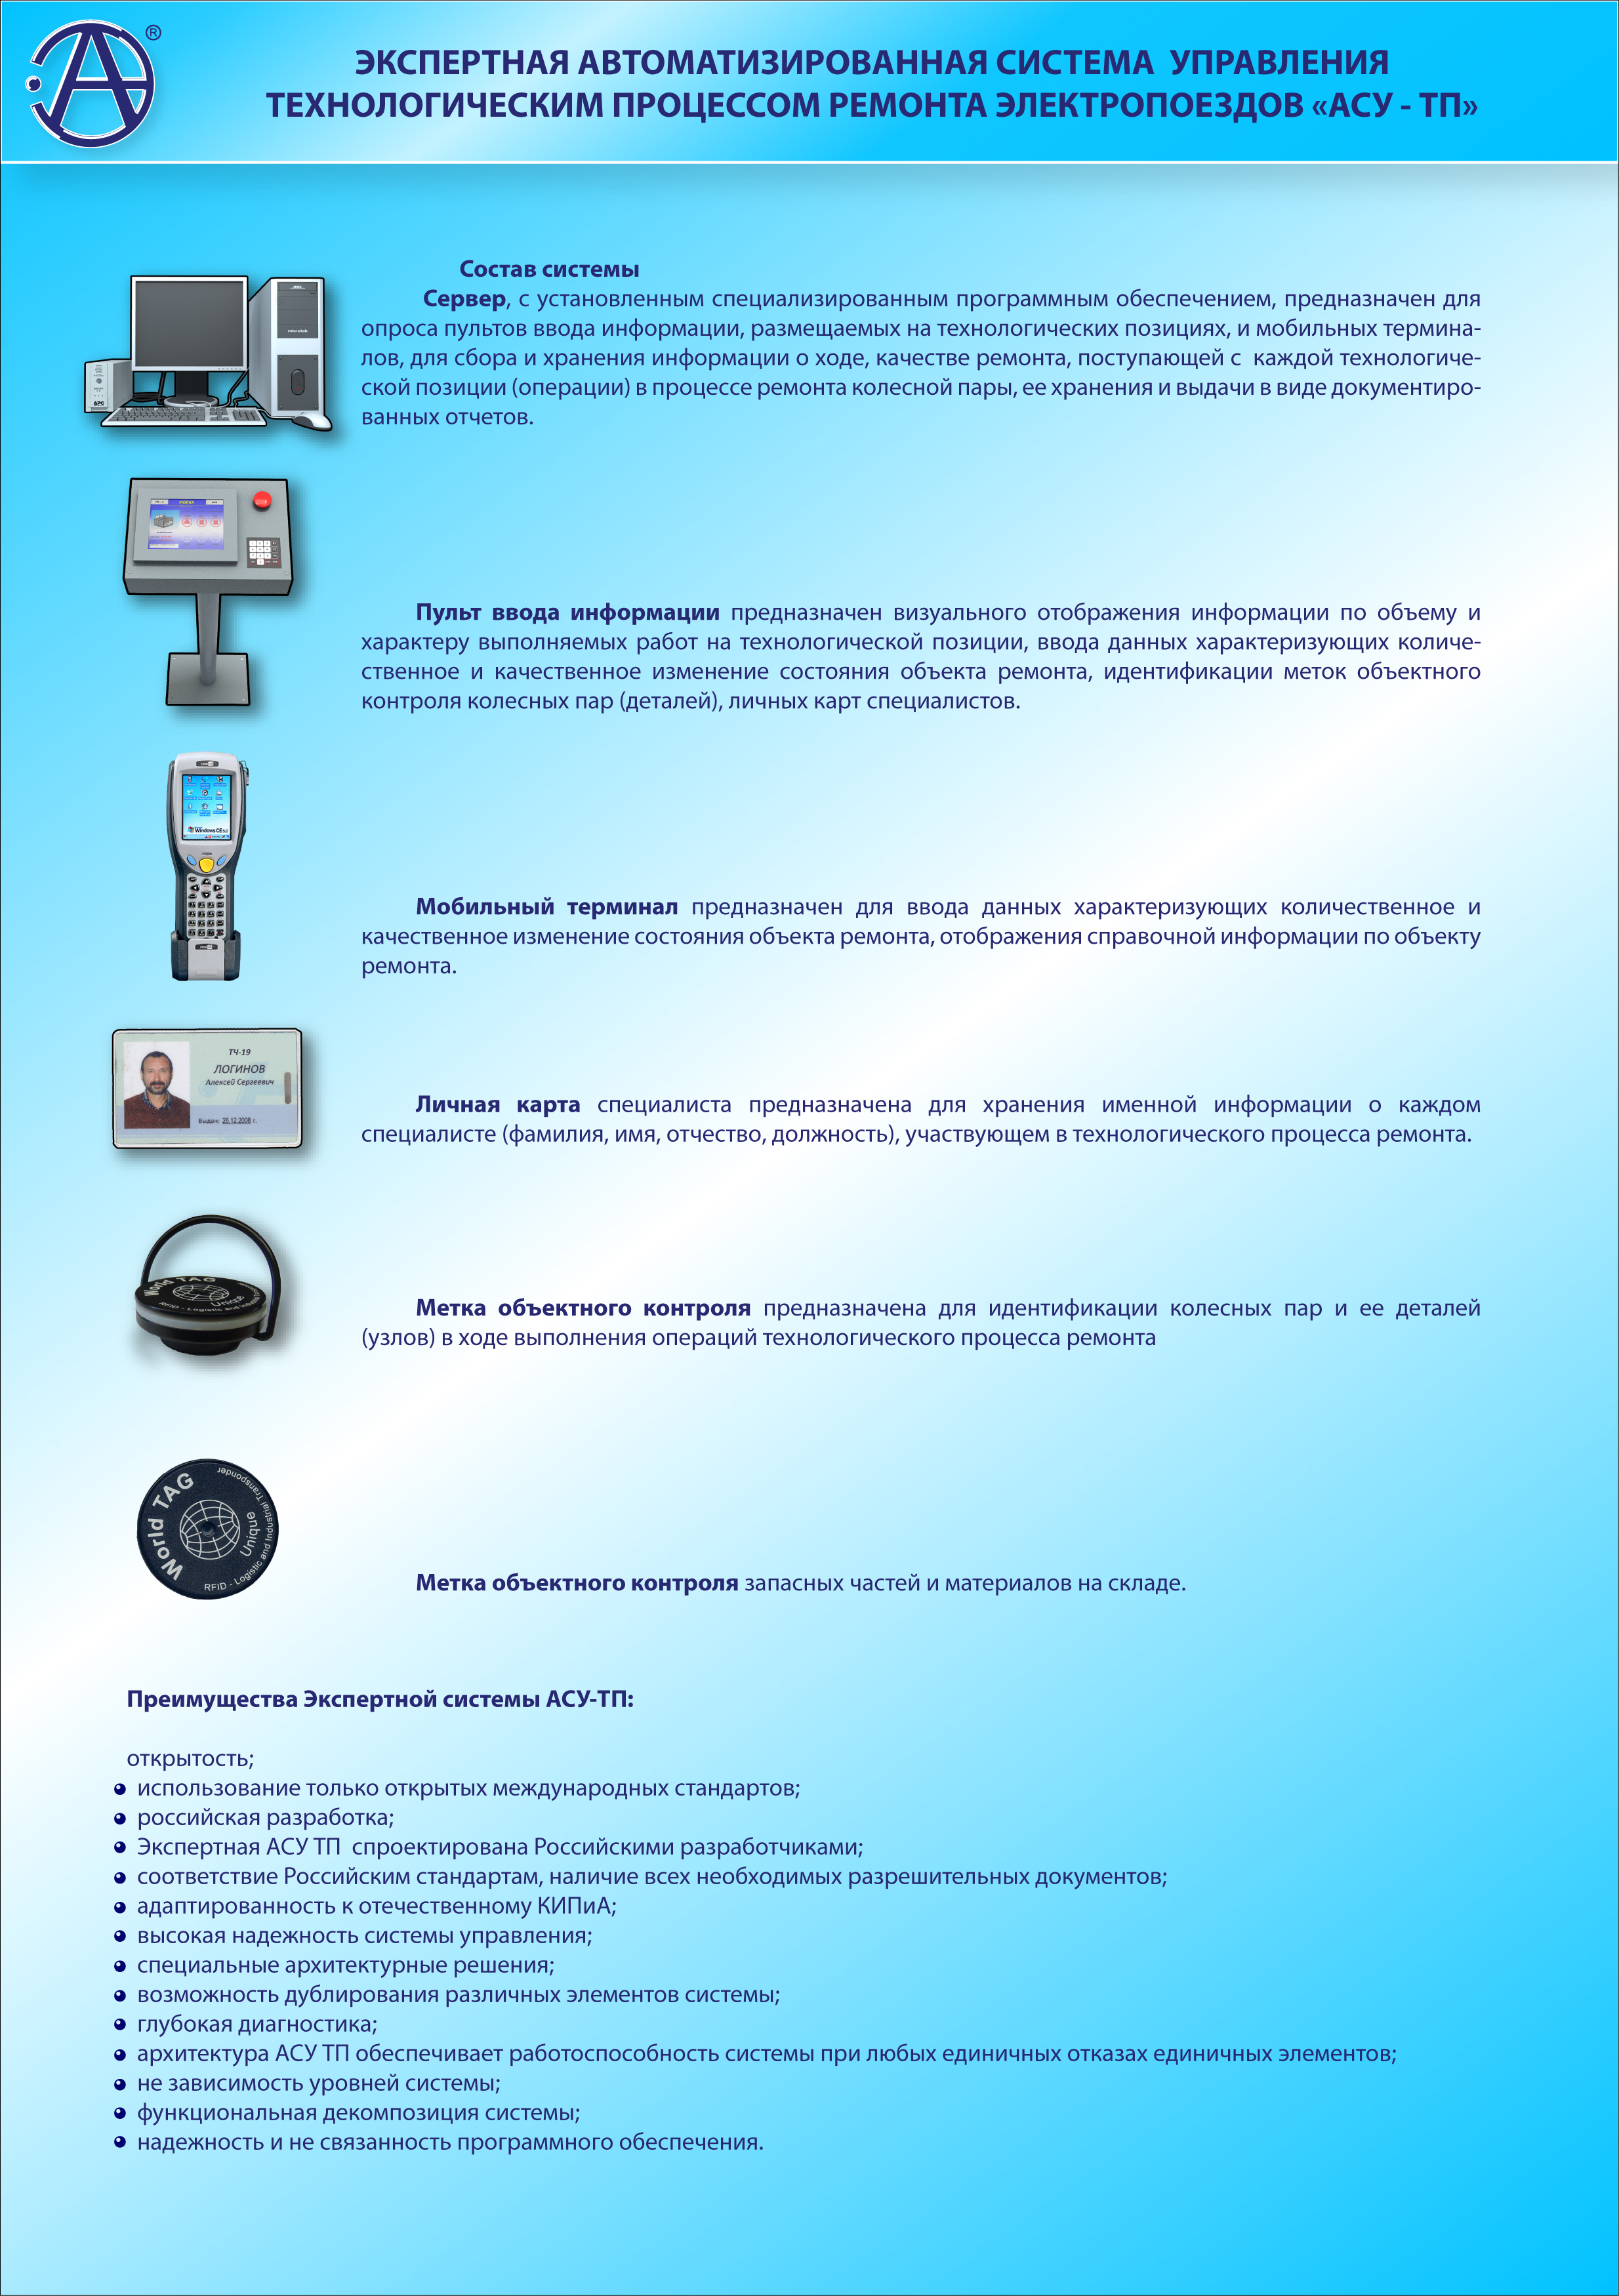 ®
ЭКСПЕРТНАЯ АВТОМАТИЗИРОВАННАЯ СИСТЕМА УПРАВЛЕНИЯ
ТЕХНОЛОГИЧЕСКИМ ПРОЦЕССОМ РЕМОНТА ЭЛЕКТРОПОЕЗДОВ «АСУ - ТП»
Состав системы
Сервер, с установленным специализированным программным обеспечением, предназначен для
опроса пультов ввода информации, размещаемых на технологических позициях, и мобильных термина-
лов, для сбора и хранения информации о ходе, качестве ремонта, поступающей с каждой технологиче-
ской позиции (операции) в процессе ремонта колесной пары, ее хранения и выдачи в виде документиро-
ванных отчетов.
APC
Пульт ввода информации предназначен визуального отображения информации по объему и
характеру выполняемых работ на технологической позиции, ввода данных характеризующих количе-
ственное и качественное изменение состояния объекта ремонта, идентификации меток объектного
контроля колесных пар (деталей), личных карт специалистов.
Windows CE
Мобильный терминал предназначен для ввода данных характеризующих количественное и
качественное изменение состояния объекта ремонта, отображения справочной информации по объекту
ремонта.
ТЧ-19
ЛОГИНОВ
Алексей Сергеевич
Выдан: 26.12.2008 г.
Личная карта специалиста предназначена для хранения именной информации о каждом
специалисте (фамилия, имя, отчество, должность), участвующем в технологического процесса ремонта.
World TAG
Unique
RFID - Logistic and
Метка объектного контроля предназначена для идентификации колесных пар и ее деталей
(узлов) в ходе выполнения операций технологического процесса ремонта
World TAG
Unique
RFID - Logistic and Industrial Transponder
Метка объектного контроля запасных частей и материалов на складе.
Преимущества Экспертной системы АСУ-ТП:
открытость;
использование только открытых международных стандартов;
российская разработка;
Экспертная АСУ ТП спроектирована Российскими разработчиками;
соответствие Российским стандартам, наличие всех необходимых разрешительных документов;
адаптированность к отечественному КИПиА;
высокая надежность системы управления;
специальные архитектурные решения;
возможность дублирования различных элементов системы;
глубокая диагностика;
архитектура АСУ ТП обеспечивает работоспособность системы при любых единичных отказах единичных элементов;
не зависимость уровней системы;
функциональная декомпозиция системы;
надежность и не связанность программного обеспечения.